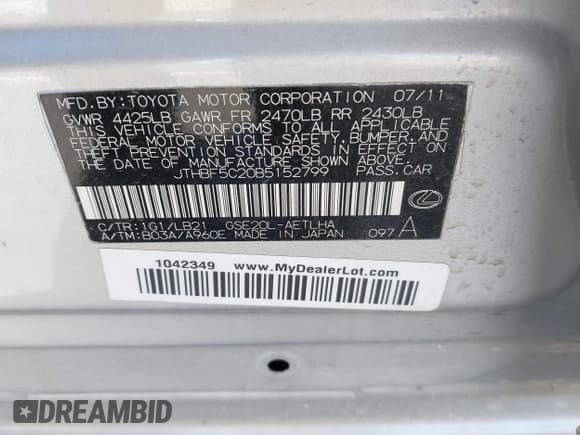 MFD.BY:TOYOTA MOTOR CORPORATION 07/11
GVWR 4425LB GAWR FR 2470LB RR 2430LB
THIS VEHICLE CONFORMS TO ALL APPLICABLE
FEDERAL MOTOR VEHICLE SAFETY, BUMPER, AND
THEFT PREVENTION STANDARDS IN EFFECT ON
THE DATE OF MANUFACTURE SHOWN ABOVE.
JTHBF5C20B5152799 PASS.CAR
C/TR:1G1/LB21 GSE20L-AETLHA
A/TM:B03A/A960E MADE IN JAPAN 097A
1042349 www.MyDealerLot.com
DREAMBID